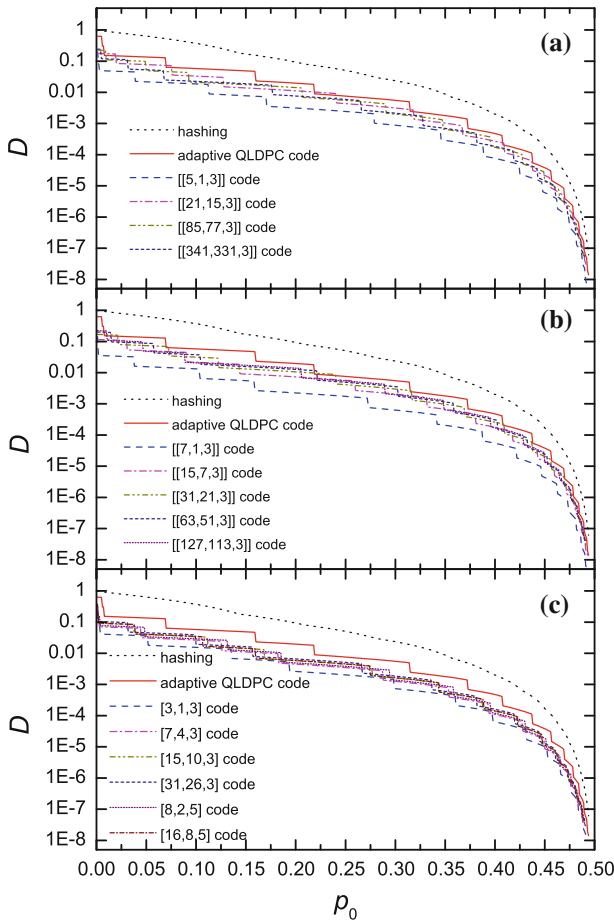 (a)
1
0.1
0.01
1E-3
1E-4
1E-5
1E-6
1E-7
1E-8
D
hashing
adaptive QLDPC code
[[5,1,3]] code
[[21,15,3]] code
[[85,77,3]] code
[[341,331,3]] code
(b)
1
0.1
0.01
1E-3
1E-4
1E-5
1E-6
1E-7
1E-8
D
hashing
adaptive QLDPC code
[[7,1,3]] code
[[15,7,3]] code
[[31,21,3]] code
[[63,51,3]] code
[[127,113,3]] code
(c)
1
0.1
0.01
1E-3
1E-4
1E-5
1E-6
1E-7
1E-8
D
hashing
adaptive QLDPC code
[3,1,3] code
[7,4,3] code
[15,10,3] code
[31,26,3] code
[8,2,5] code
[16,8,5] code
0.00 0.05 0.10 0.15 0.20 0.25 0.30 0.35 0.40 0.45 0.50
p0